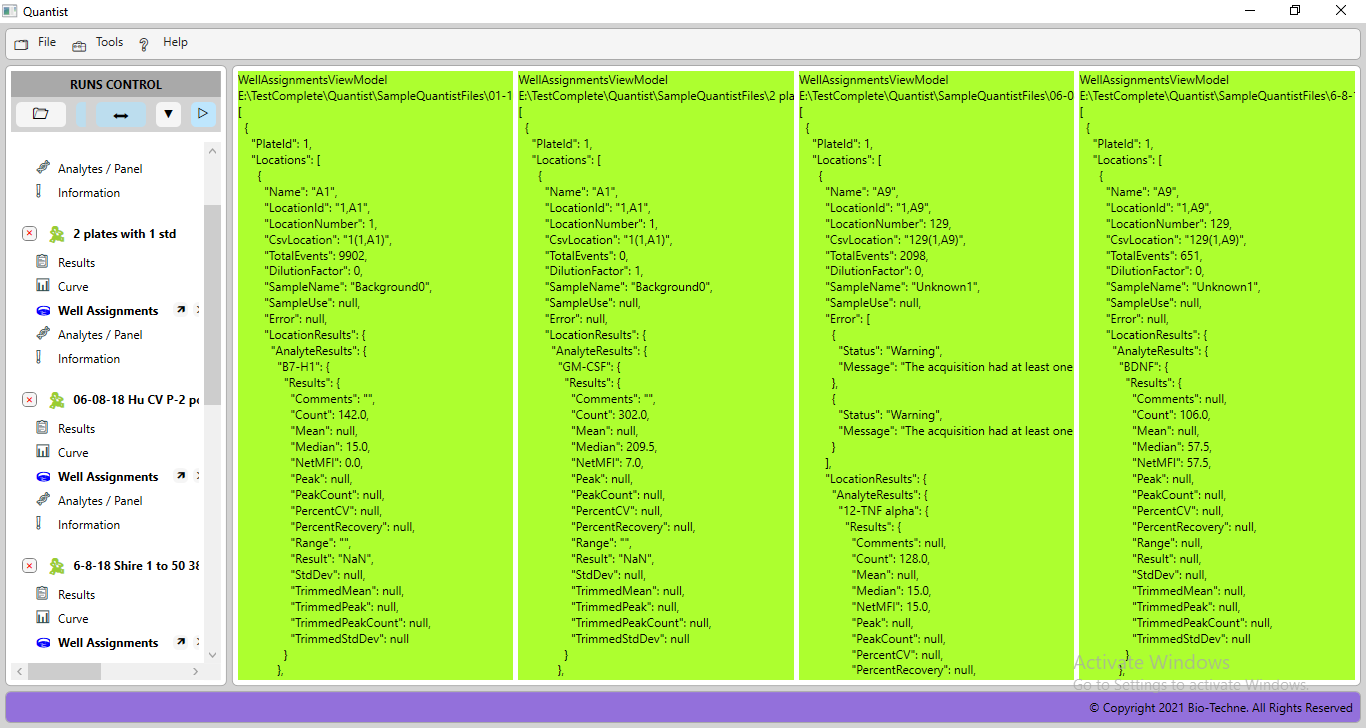 Quantist
File Tools Help
RUNS CONTROL
Analytes / Panel
Information
2 plates with 1 std
Results
Curve
Well Assignments
Analytes / Panel
Information
06-08-18 Hu CV P-2 po
Results
Curve
Well Assignments
Analytes / Panel
Information
6-8-18 Shire 1 to 50 38
Results
Curve
Well Assignments
WellAssignmentsViewModel
E:\TestComplete\Quantist\SampleQuantistFiles\01-1
[
{
"PlateId": 1,
"Locations": [
{
"Name": "A1",
"LocationId": "1,A1",
"LocationNumber": 1,
"CsvLocation": "1(1,A1)",
"TotalEvents": 9902,
"DilutionFactor": 0,
"SampleName": "Background0",
"SampleUse": null,
"Error": null,
"LocationResults": {
"AnalyteResults": {
"B7-H1": {
"Results": {
"Comments": "",
"Count": 142.0,
"Mean": null,
"Median": 15.0,
"NetMFI": 0.0,
"Peak": null,
"PeakCount": null,
"PercentCV": null,
"PercentRecovery": null,
"Range": "",
"Result": "NaN",
"StdDev": null,
"TrimmedMean": null,
"TrimmedPeak": null,
"TrimmedPeakCount": null,
"TrimmedStdDev": null
}
},
WellAssignmentsViewModel
E:\TestComplete\Quantist\SampleQuantistFiles\2 pla
[
{
"PlateId": 1,
"Locations": [
{
"Name": "A1",
"LocationId": "1,A1",
"LocationNumber": 1,
"CsvLocation": "1(1,A1)",
"TotalEvents": 0,
"DilutionFactor": 1,
"SampleName": "Background0",
"SampleUse": null,
"Error": null,
"LocationResults": {
"AnalyteResults": {
"GM-CSF": {
"Results": {
"Comments": "",
"Count": 302.0,
"Mean": null,
"Median": 209.5,
"NetMFI": 7.0,
"Peak": null,
"PeakCount": null,
"PercentCV": null,
"PercentRecovery": null,
"Range": "",
"Result": "NaN",
"StdDev": null,
"TrimmedMean": null,
"TrimmedPeak": null,
"TrimmedPeakCount": null,
"TrimmedStdDev": null
}
},
WellAssignmentsViewModel
E:\TestComplete\Quantist\SampleQuantistFiles\06-0
[
{
"PlateId": 1,
"Locations": [
{
"Name": "A9",
"LocationId": "1,A9",
"LocationNumber": 129,
"CsvLocation": "129(1,A9)",
"TotalEvents": 2098,
"DilutionFactor": 0,
"SampleName": "Unknown1",
"SampleUse": null,
"Error": [
{
"Status": "Warning",
"Message": "The acquisition had at least one
},
{
"Status": "Warning",
"Message": "The acquisition had at least one
}
],
"LocationResults": {
"AnalyteResults": {
"12-TNF alpha": {
"Results": {
"Comments": null,
"Count": 128.0,
"Mean": null,
"Median": 15.0,
"NetMFI": 15.0,
"Peak": null,
"PeakCount": null,
"PercentCV": null,
"PercentRecovery": null,
WellAssignmentsViewModel
E:\TestComplete\Quantist\SampleQuantistFiles\6-8-
[
{
"PlateId": 1,
"Locations": [
{
"Name": "A9",
"LocationId": "1,A9",
"LocationNumber": 129,
"CsvLocation": "129(1,A9)",
"TotalEvents": 651,
"DilutionFactor": 0,
"SampleName": "Unknown1",
"SampleUse": null,
"Error": null,
"LocationResults": {
"AnalyteResults": {
"BDNF": {
"Results": {
"Comments": null,
"Count": 106.0,
"Mean": null,
"Median": 57.5,
"NetMFI": 57.5,
"Peak": null,
"PeakCount": null,
"PercentCV": null,
"PercentRecovery": null,
"Range": null,
"Result": null,
"StdDev": null,
"TrimmedMean": null,
"TrimmedPeak": null,
"TrimmedPeakCount": null,
"TrimmedStdDev": null
}
},
Activate Windows
Go to Settings to activate Windows.
© Copyright 2021 Bio-Techne. All Rights Reserved